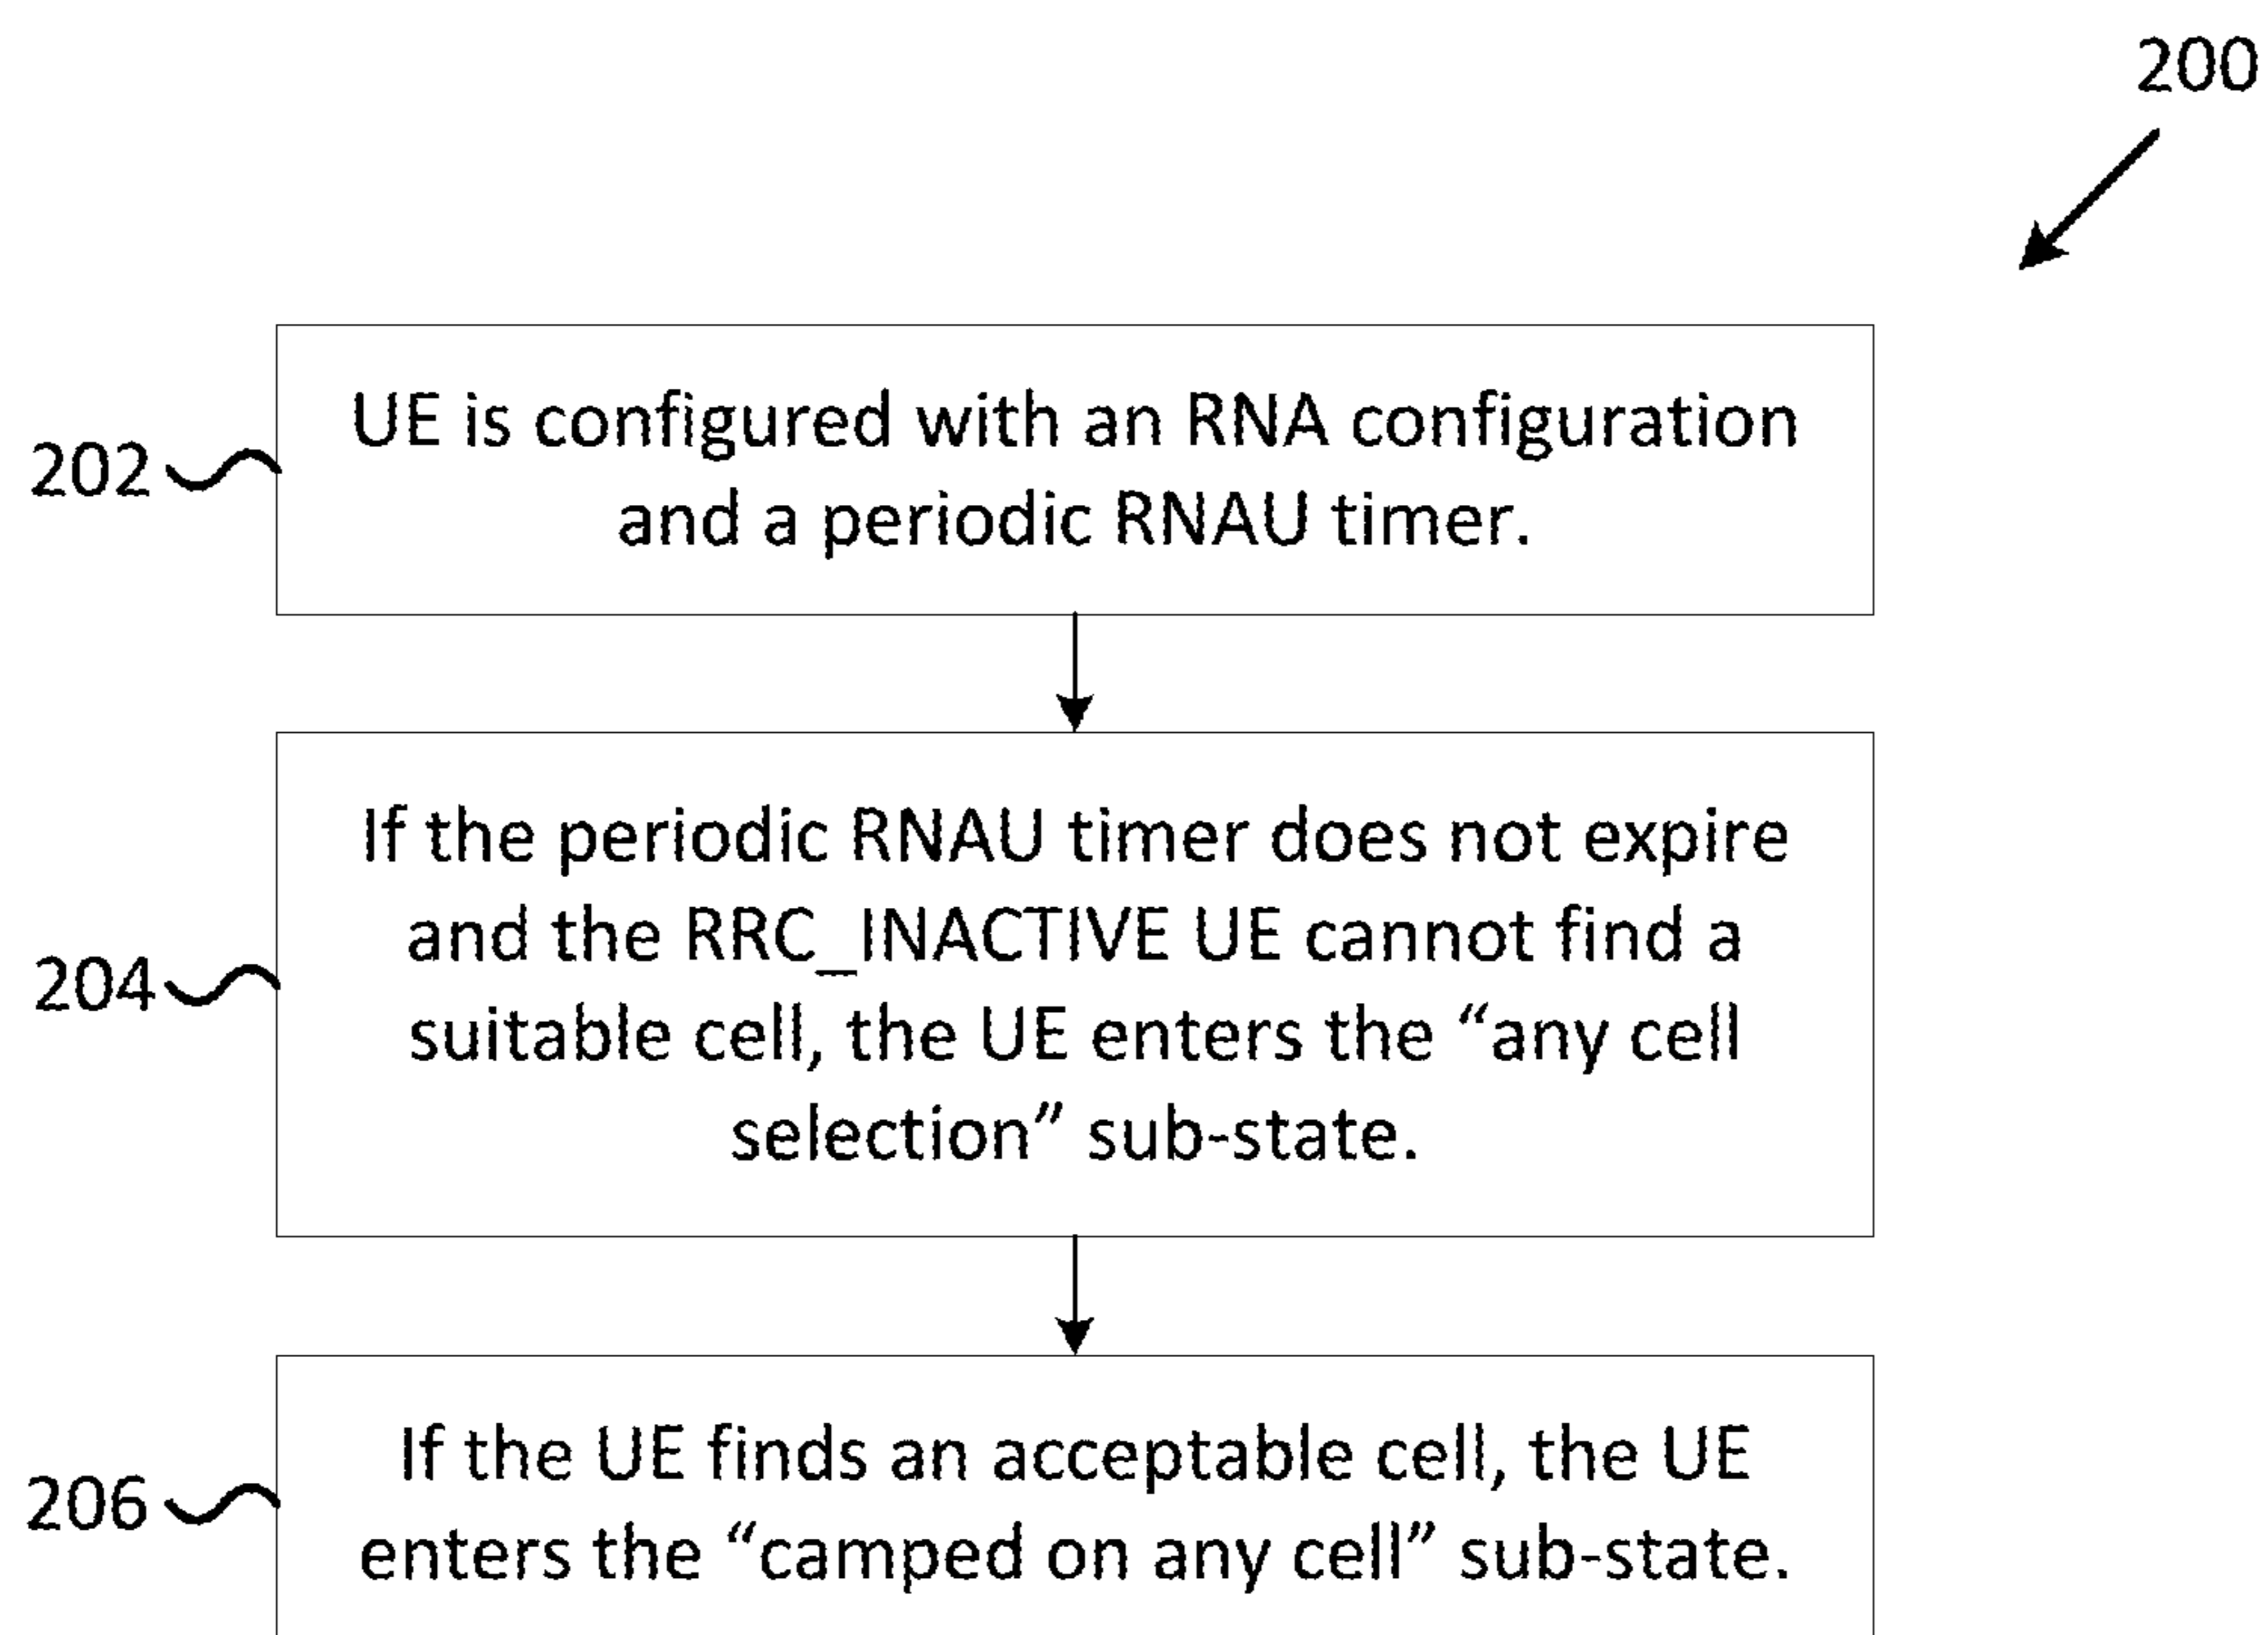 200
202
UE is configured with an RNA configuration
and a periodic RNAU timer.
204
If the periodic RNAU timer does not expire
and the RRC_INACTIVE UE cannot find a
suitable cell, the UE enters the “any cell
selection” sub-state.
206
If the UE finds an acceptable cell, the UE
enters the “camped on any cell” sub-state.